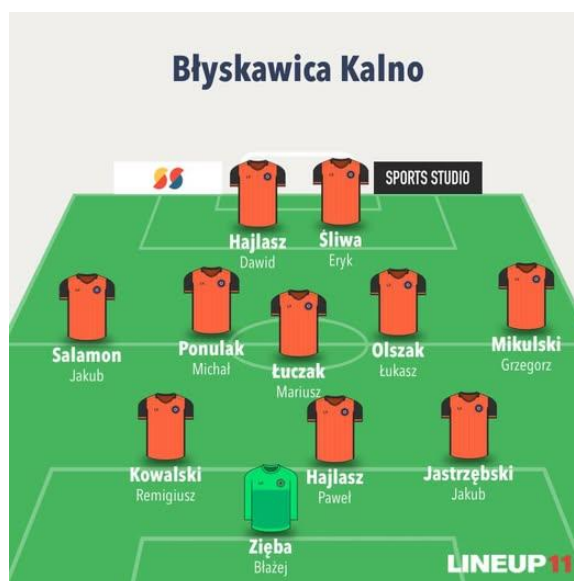 Błyskawica Kalno
SPORTS STUDIO
Hajlasz
Dawid
Śliwa
Eryk
Salamon
Jakub
Ponulak
Michał
Łuczak
Mariusz
Olszak
Łukasz
Mikulski
Grzegorz
Kowalski
Remigiusz
Hajlasz
Paweł
Jastrzębski
Jakub
Zięba
Błażej
LINEUP11